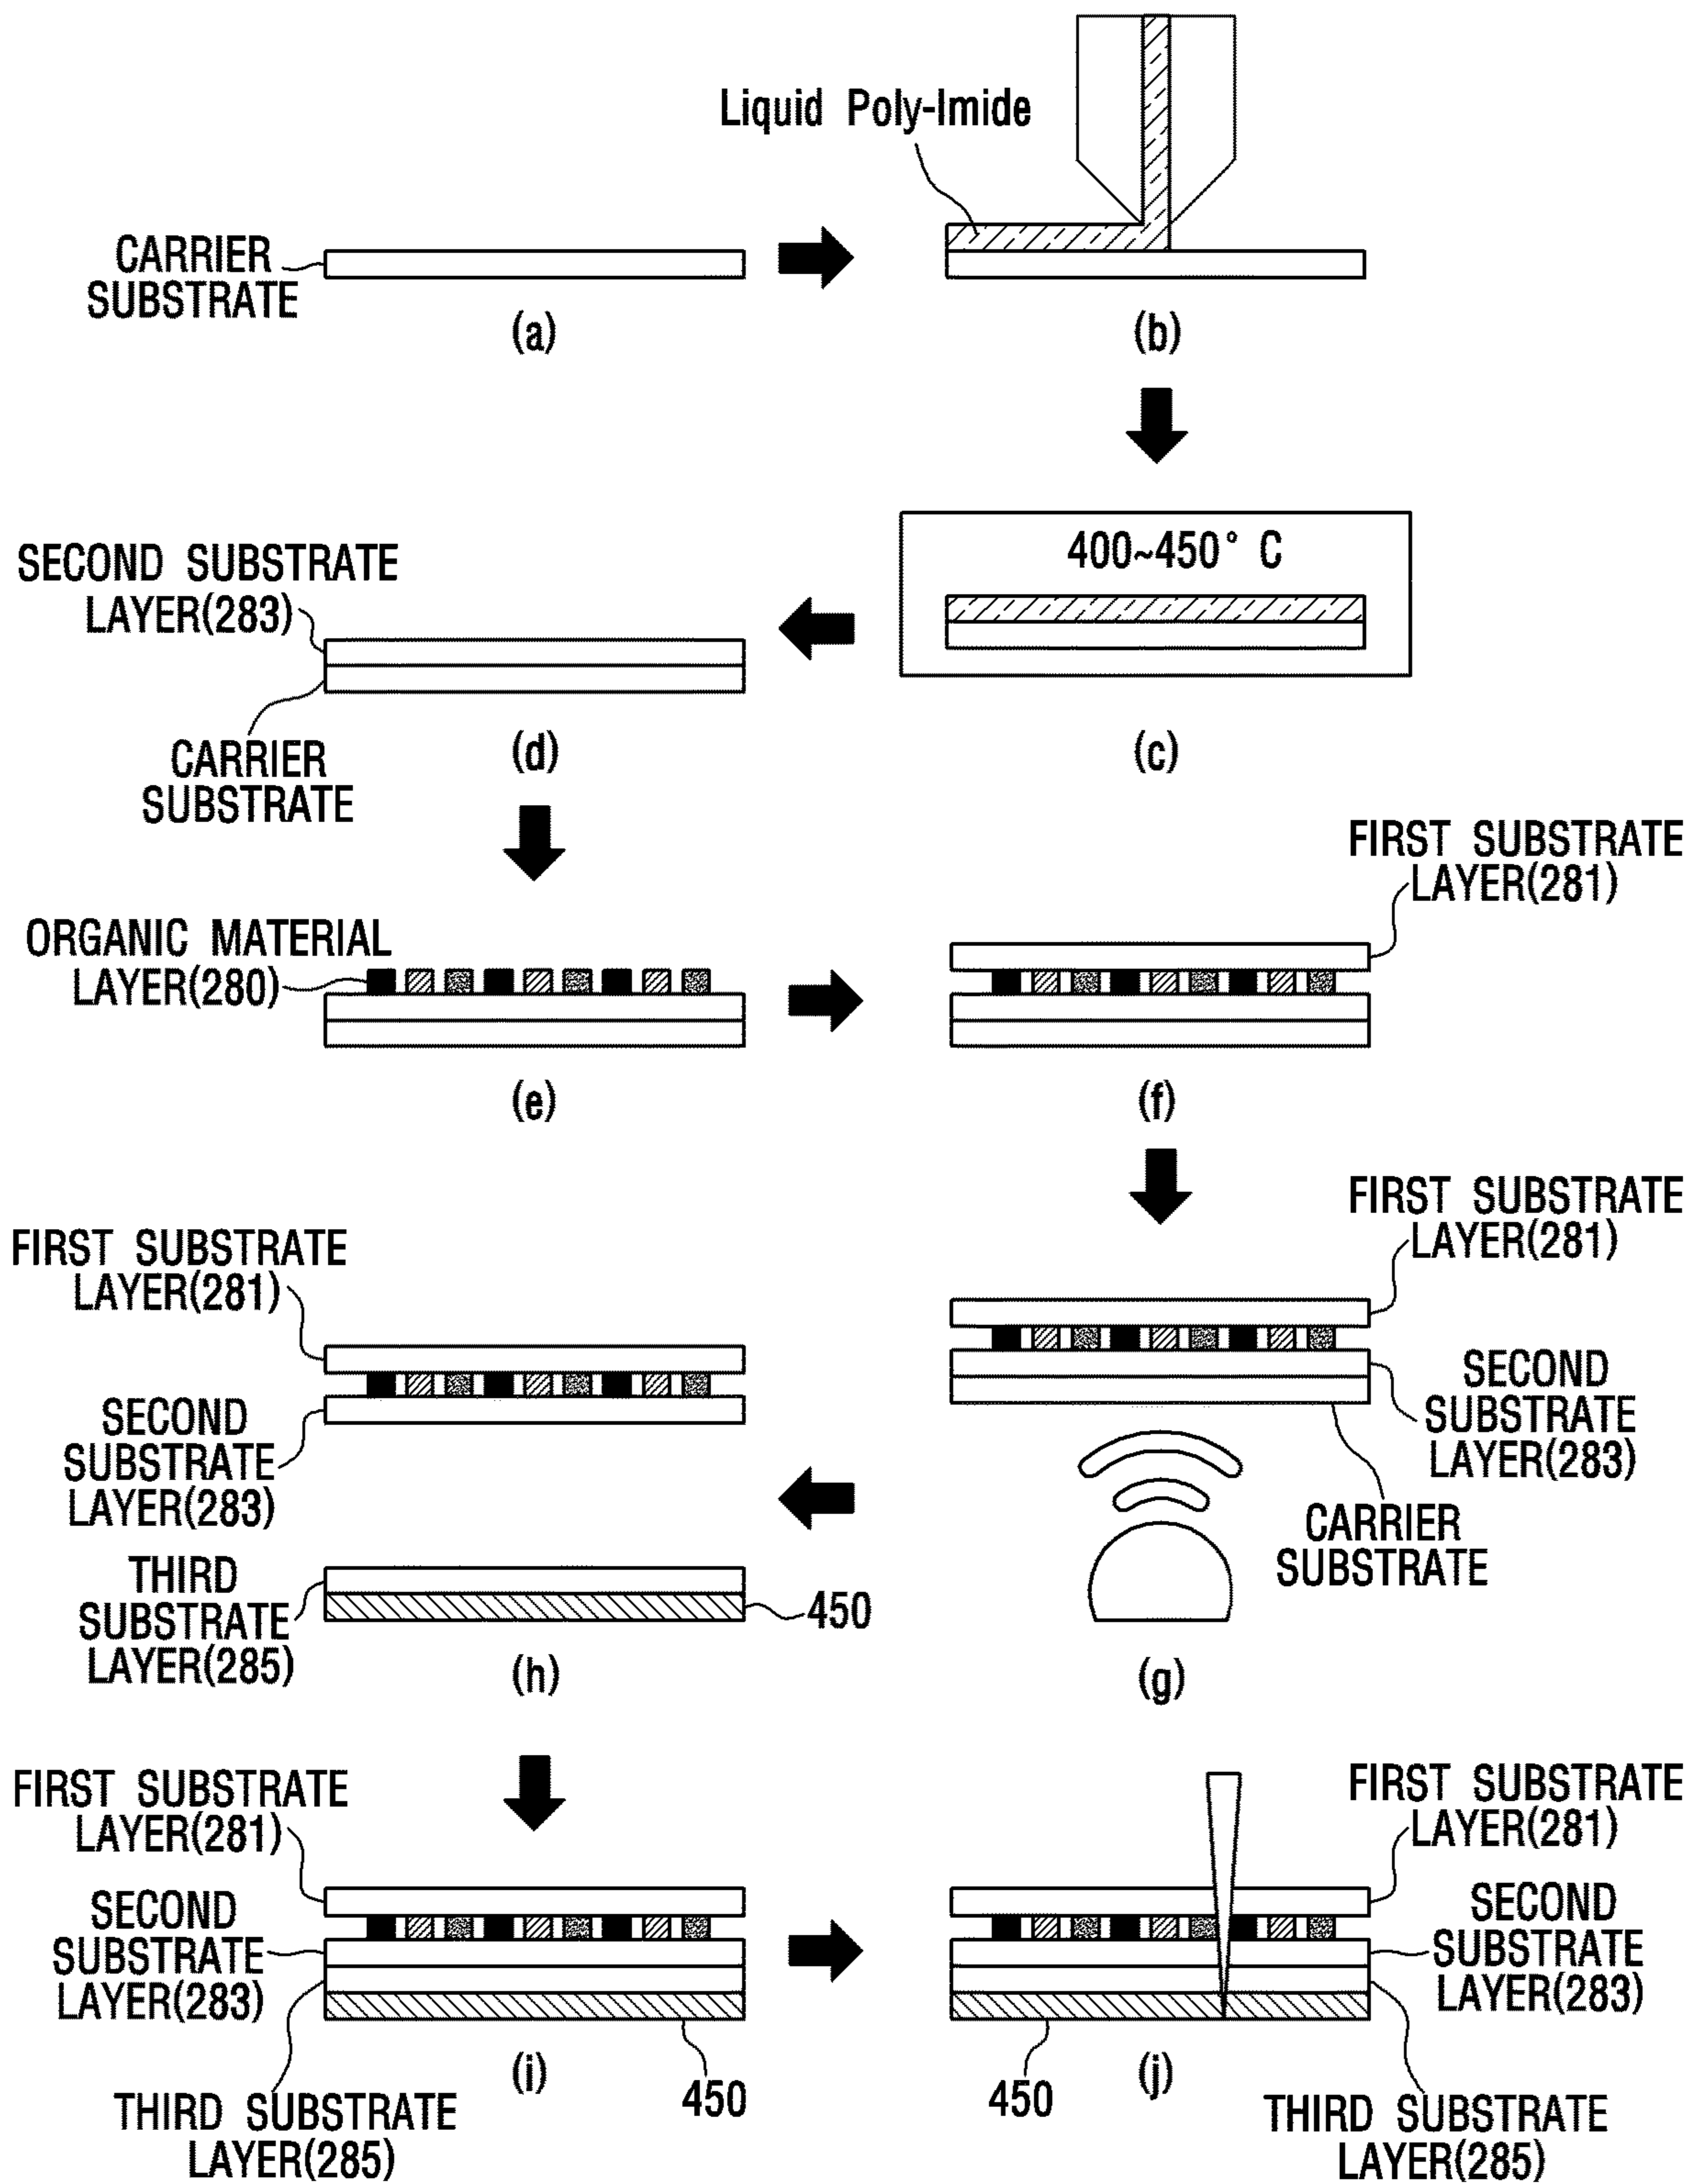 Liquid Poly-Imide
CARRIER
SUBSTRATE
(a)
(b)
400~450° C
SECOND SUBSTRATE
LAYER(283)
CARRIER
SUBSTRATE
(d)
(c)
FIRST SUBSTRATE
LAYER(281)
ORGANIC MATERIAL
LAYER(280)
(e)
(f)
FIRST SUBSTRATE
LAYER(281)
SECOND
SUBSTRATE
LAYER(283)
THIRD
SUBSTRATE
LAYER(285)
450
(h)
FIRST SUBSTRATE
LAYER(281)
SECOND
SUBSTRATE
LAYER(283)
CARRIER
SUBSTRATE
(g)
FIRST SUBSTRATE
LAYER(281)
SECOND
SUBSTRATE
LAYER(283)
THIRD SUBSTRATE
LAYER(285)
450
(i)
FIRST SUBSTRATE
LAYER(281)
SECOND
SUBSTRATE
LAYER(283)
450
(j)
THIRD SUBSTRATE
LAYER(285)